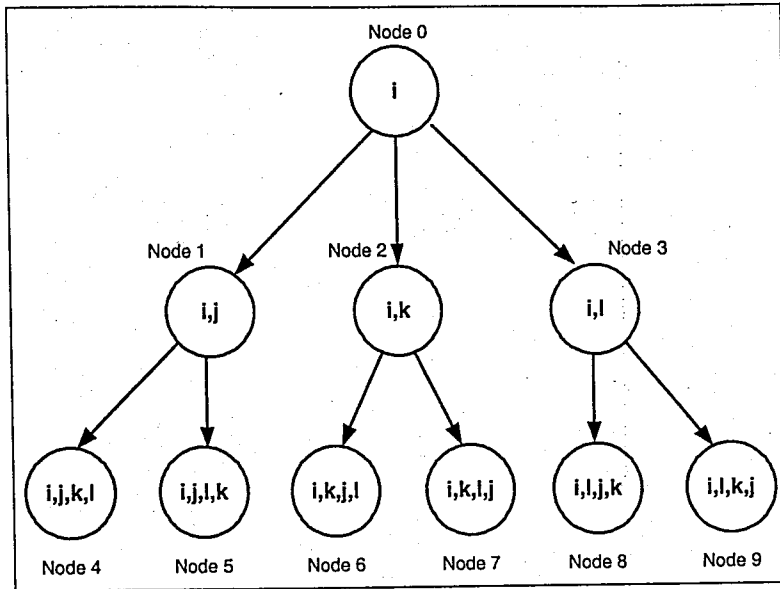 Node 0
i
Node 1
Node 2
Node 3
i,j
i,k
i,l
i,j,k,l
i,j,l,k
i,k,j,l
i,k,l,j
i,l,j,k
i,l,k,j
Node 4
Node 5
Node 6
Node 7
Node 8
Node 9